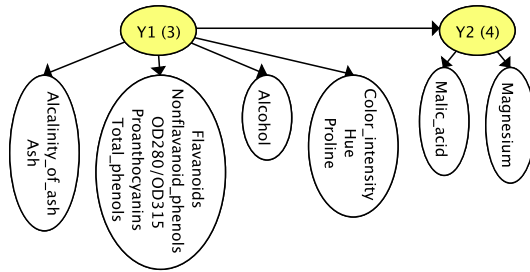 Y1 (3)
Y2 (4)
Alcalinity_of_ash
Ash
Flavanoids
Nonflavanoid_phenols
OD280/OD315
Proanthocyanins
Total_phenols
Alcohol
Color_intensity
Hue
Proline
Malic_acid
Magnesium